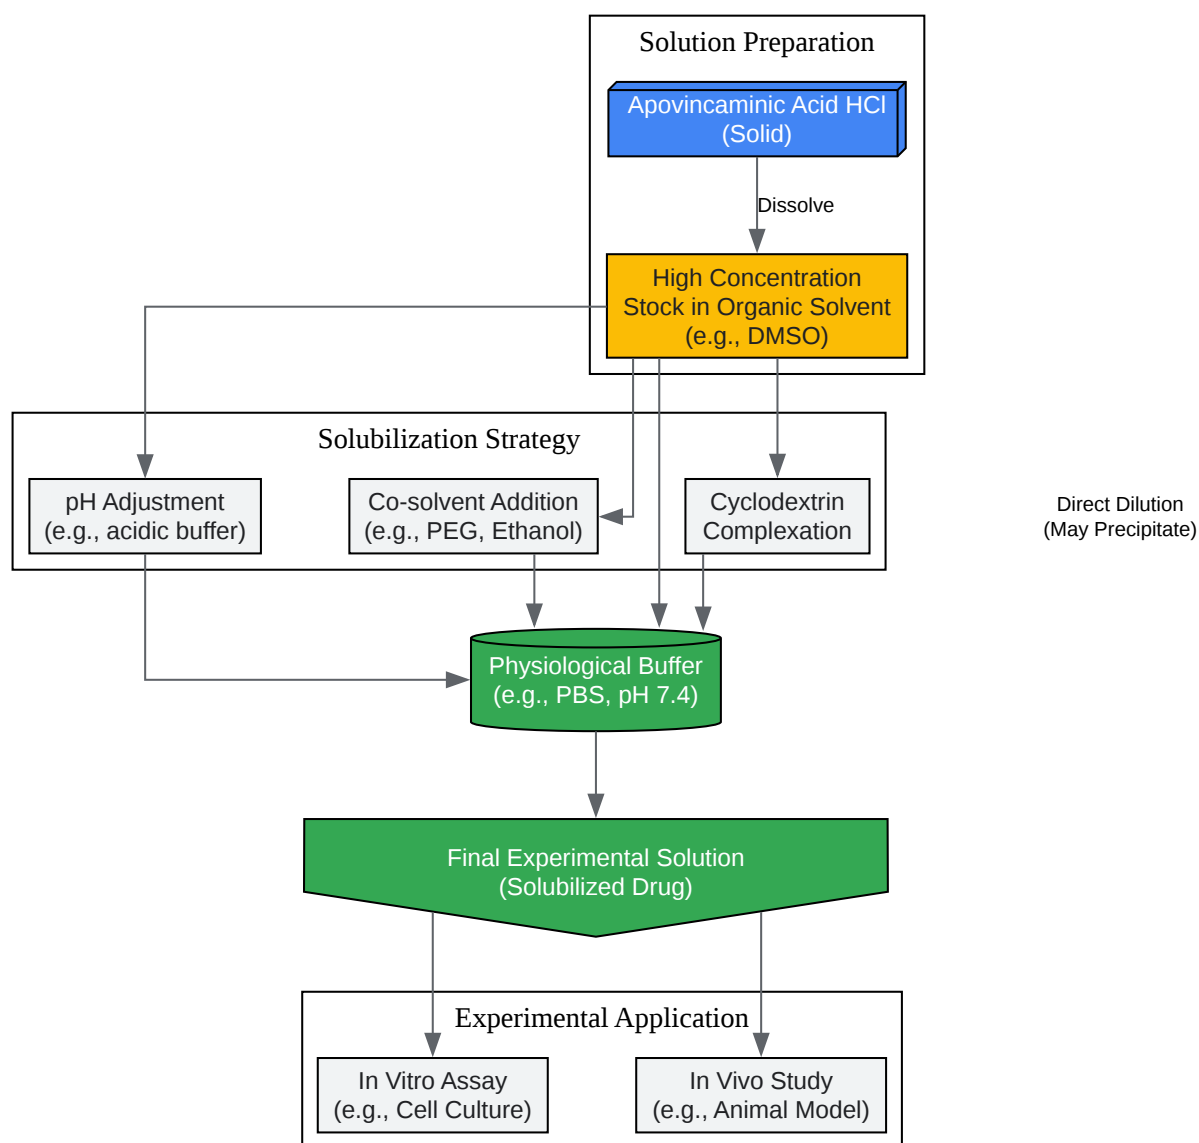 Solution Preparation
Apovincaminic Acid HCl
(Solid)
Dissolve
High Concentration
Stock in Organic Solvent
(e.g., DMSO)
Solubilization Strategy
pH Adjustment
(e.g., acidic buffer)
Co-solvent Addition
(e.g., PEG, Ethanol)
Cyclodextrin
Complexation
Direct Dilution
(May Precipitate)
Physiological Buffer
(e.g., PBS, pH 7.4)
Final Experimental Solution
(Solubilized Drug)
Experimental Application
In Vitro Assay
(e.g., Cell Culture)
In Vivo Study
(e.g., Animal Model)